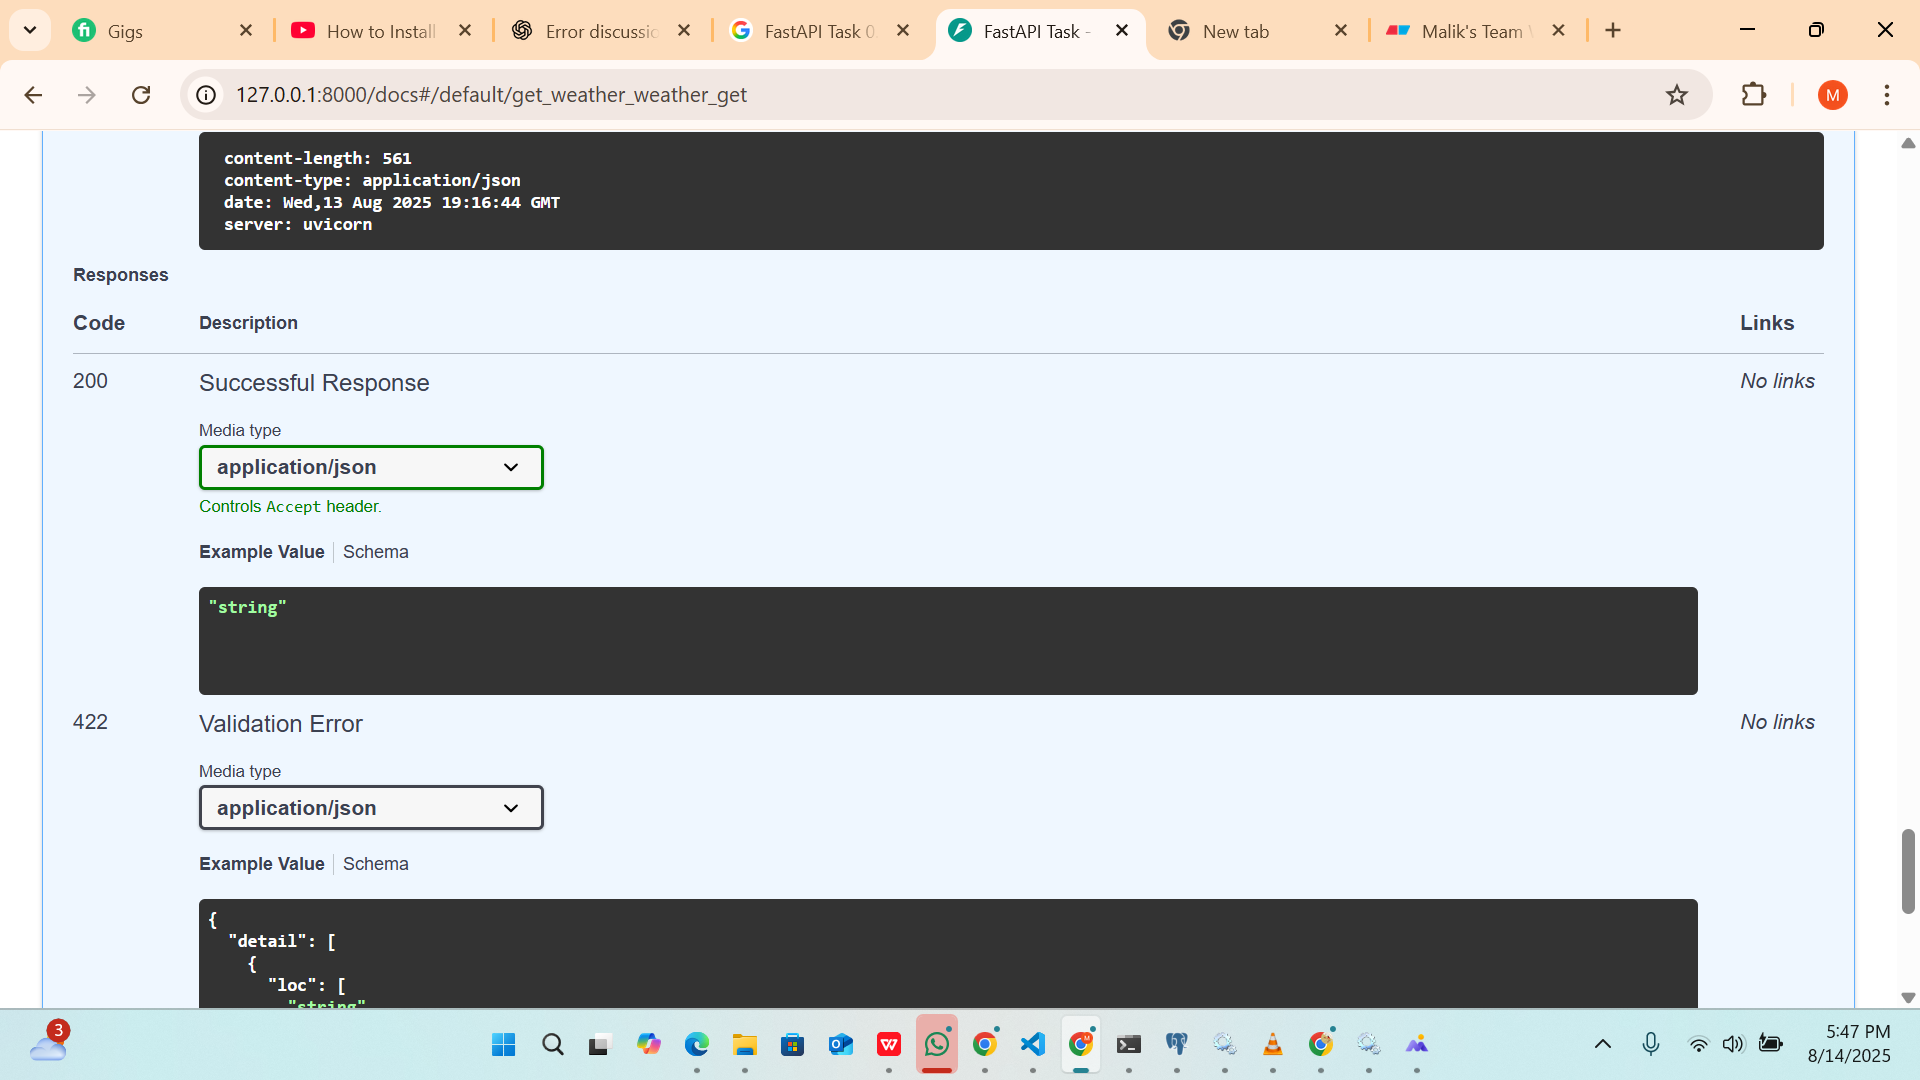 Gigs
How to Install
Error discussio
FastAPI Task 0
FastAPI Task -
New tab
Malik's Team
127.0.0.1:8000/docs#/default/get_weather_weather_get
M
content-length: 561
content-type: application/json
date: Wed,13 Aug 2025 19:16:44 GMT
server: uvicorn
Responses
Code Description Links
200 Successful Response No links
Media type
application/json
Controls Accept header.
Example Value Schema
"string"
422 Validation Error No links
Media type
application/json
Example Value Schema
{
"detail": [
{
"loc": [
"string"
3
5:47 PM
8/14/2025